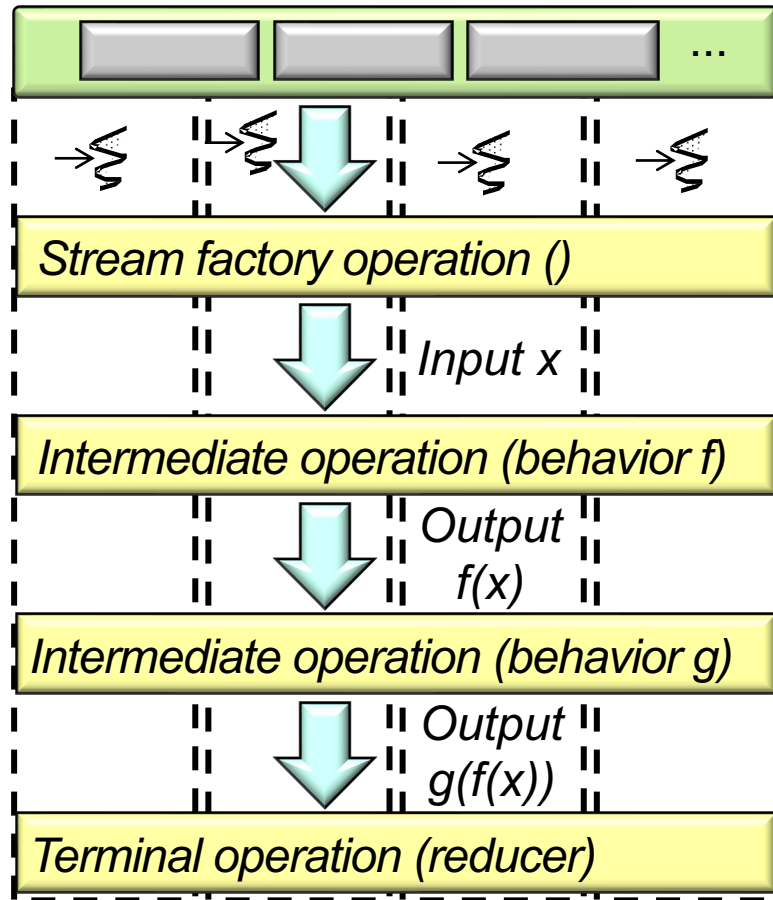 ...
Stream factory operation ()
Input x
Intermediate operation (behavior f)
Output
f(x)
Intermediate operation (behavior g)
Output
g(f(x))
Terminal operation (reducer)